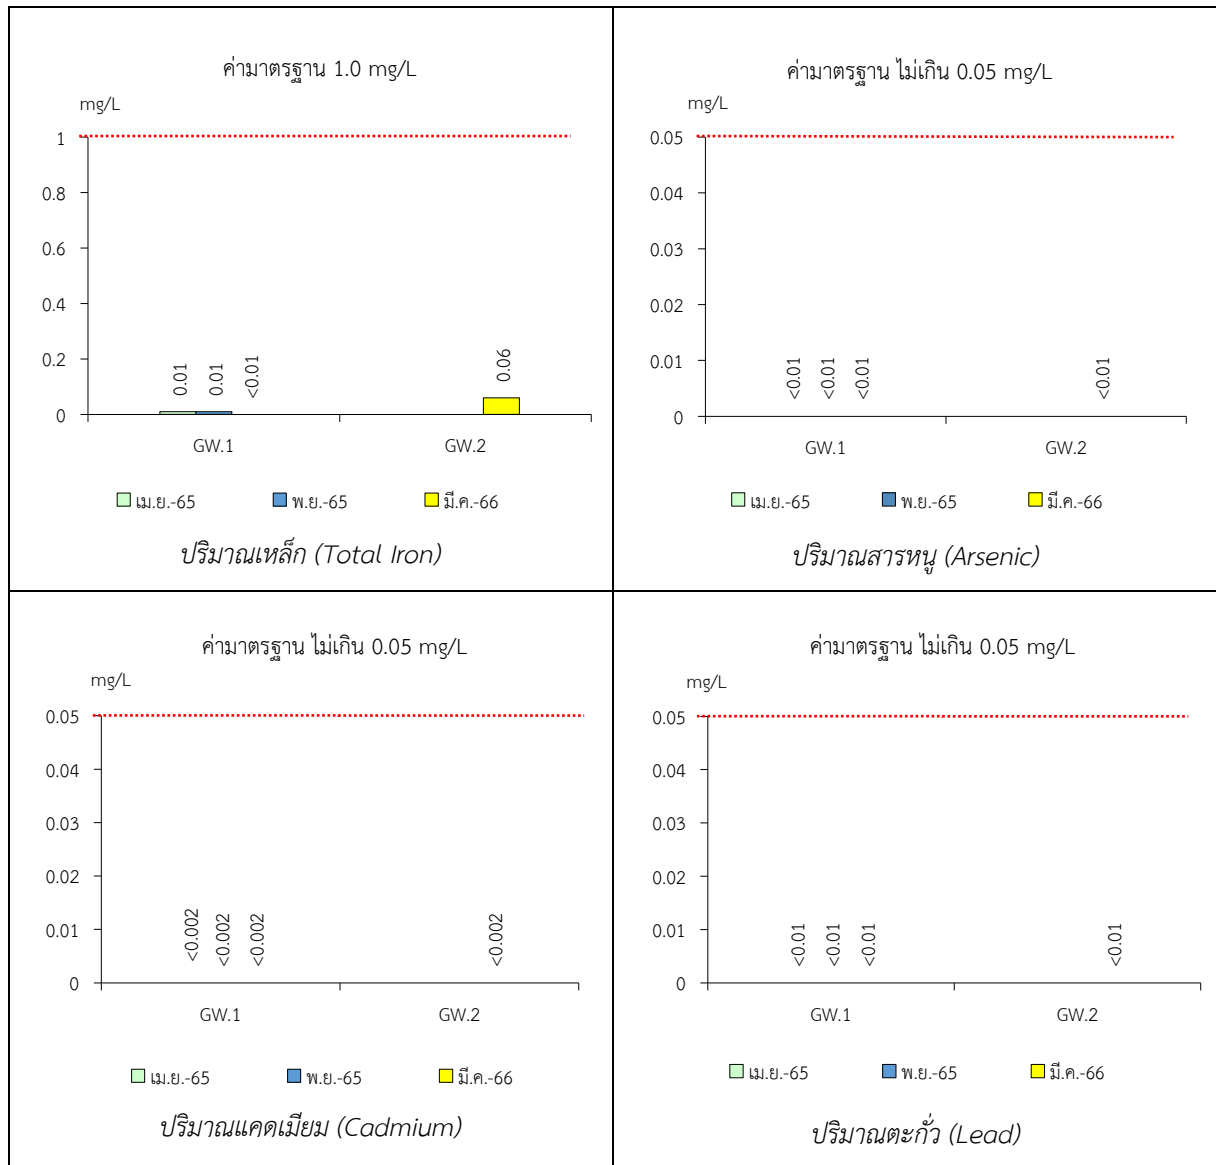 ค่ามาตรฐาน 1.0 mg/L
mg/L
1
0.8
0.6
0.4
0.2
0
0.01
0.01
<0.01
0.06
GW.1
GW.2
เม.ย.-65 พ.ย.-65 มี.ค.-66
ปริมาณเหล็ก (Total Iron)
ค่ามาตรฐาน ไม่เกิน 0.05 mg/L
mg/L
0.05
0.04
0.03
0.02
0.01
0
<0.01
<0.01
<0.01
<0.01
GW.1
GW.2
เม.ย.-65 พ.ย.-65 มี.ค.-66
ปริมาณสารหนู (Arsenic)
ค่ามาตรฐาน ไม่เกิน 0.05 mg/L
mg/L
0.05
0.04
0.03
0.02
0.01
0
<0.002
<0.002
<0.002
<0.002
GW.1
GW.2
เม.ย.-65 พ.ย.-65 มี.ค.-66
ปริมาณแคดเมียม (Cadmium)
ค่ามาตรฐาน ไม่เกิน 0.05 mg/L
mg/L
0.05
0.04
0.03
0.02
0.01
0
<0.01
<0.01
<0.01
<0.01
GW.1
GW.2
เม.ย.-65 พ.ย.-65 มี.ค.-66
ปริมาณตะกั่ว (Lead)